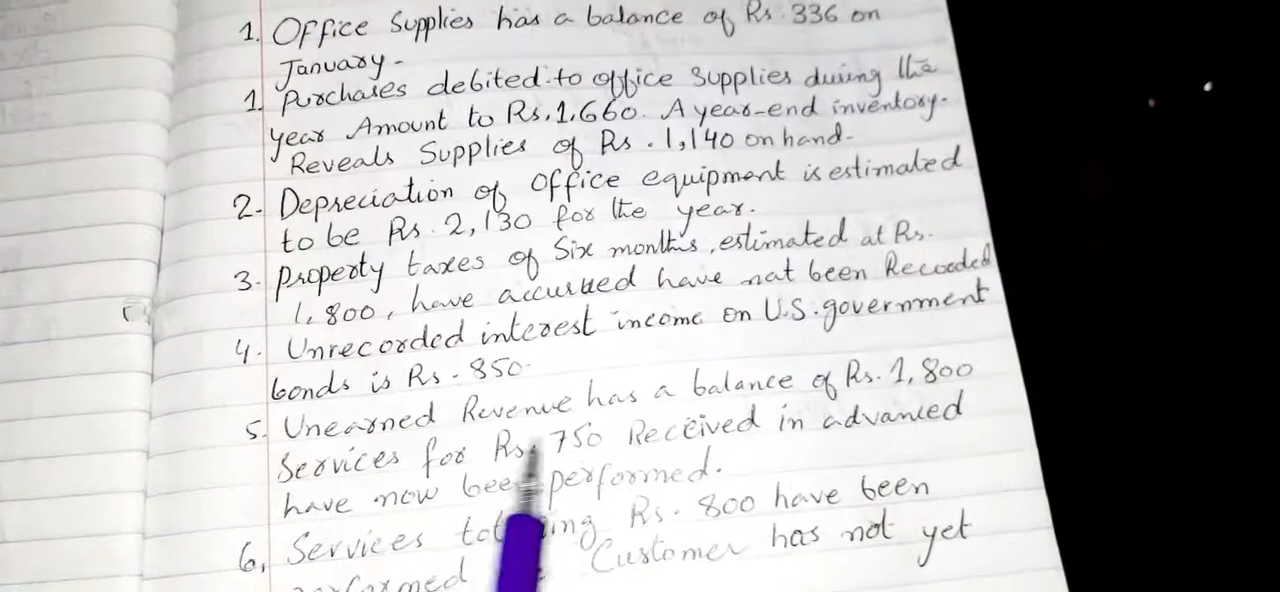 1. Office Supplies has a balance of Rs. 336 on
January -
1. Purchases debited to office Supplies during the
year Amount to Rs. 1,660. A year-end inventory-
Reveals Supplies of Rs. 1,140 on hand-
2. Depreciation of office equipment is estimated
to be Rs. 2,130 for the year.
3. Property taxes of Six months, estimated at Rs.
1,800, have accurued have not been Recorded
4. Unrecorded interest income on U.S. government
bonds is Rs. 850.
5. Unearned Revenue has a balance of Rs. 1,800
Services for Rs. 750 Received in advanced
have now bee performed.
6. Services tot ing Rs. 800 have been
performed Customer has not yet